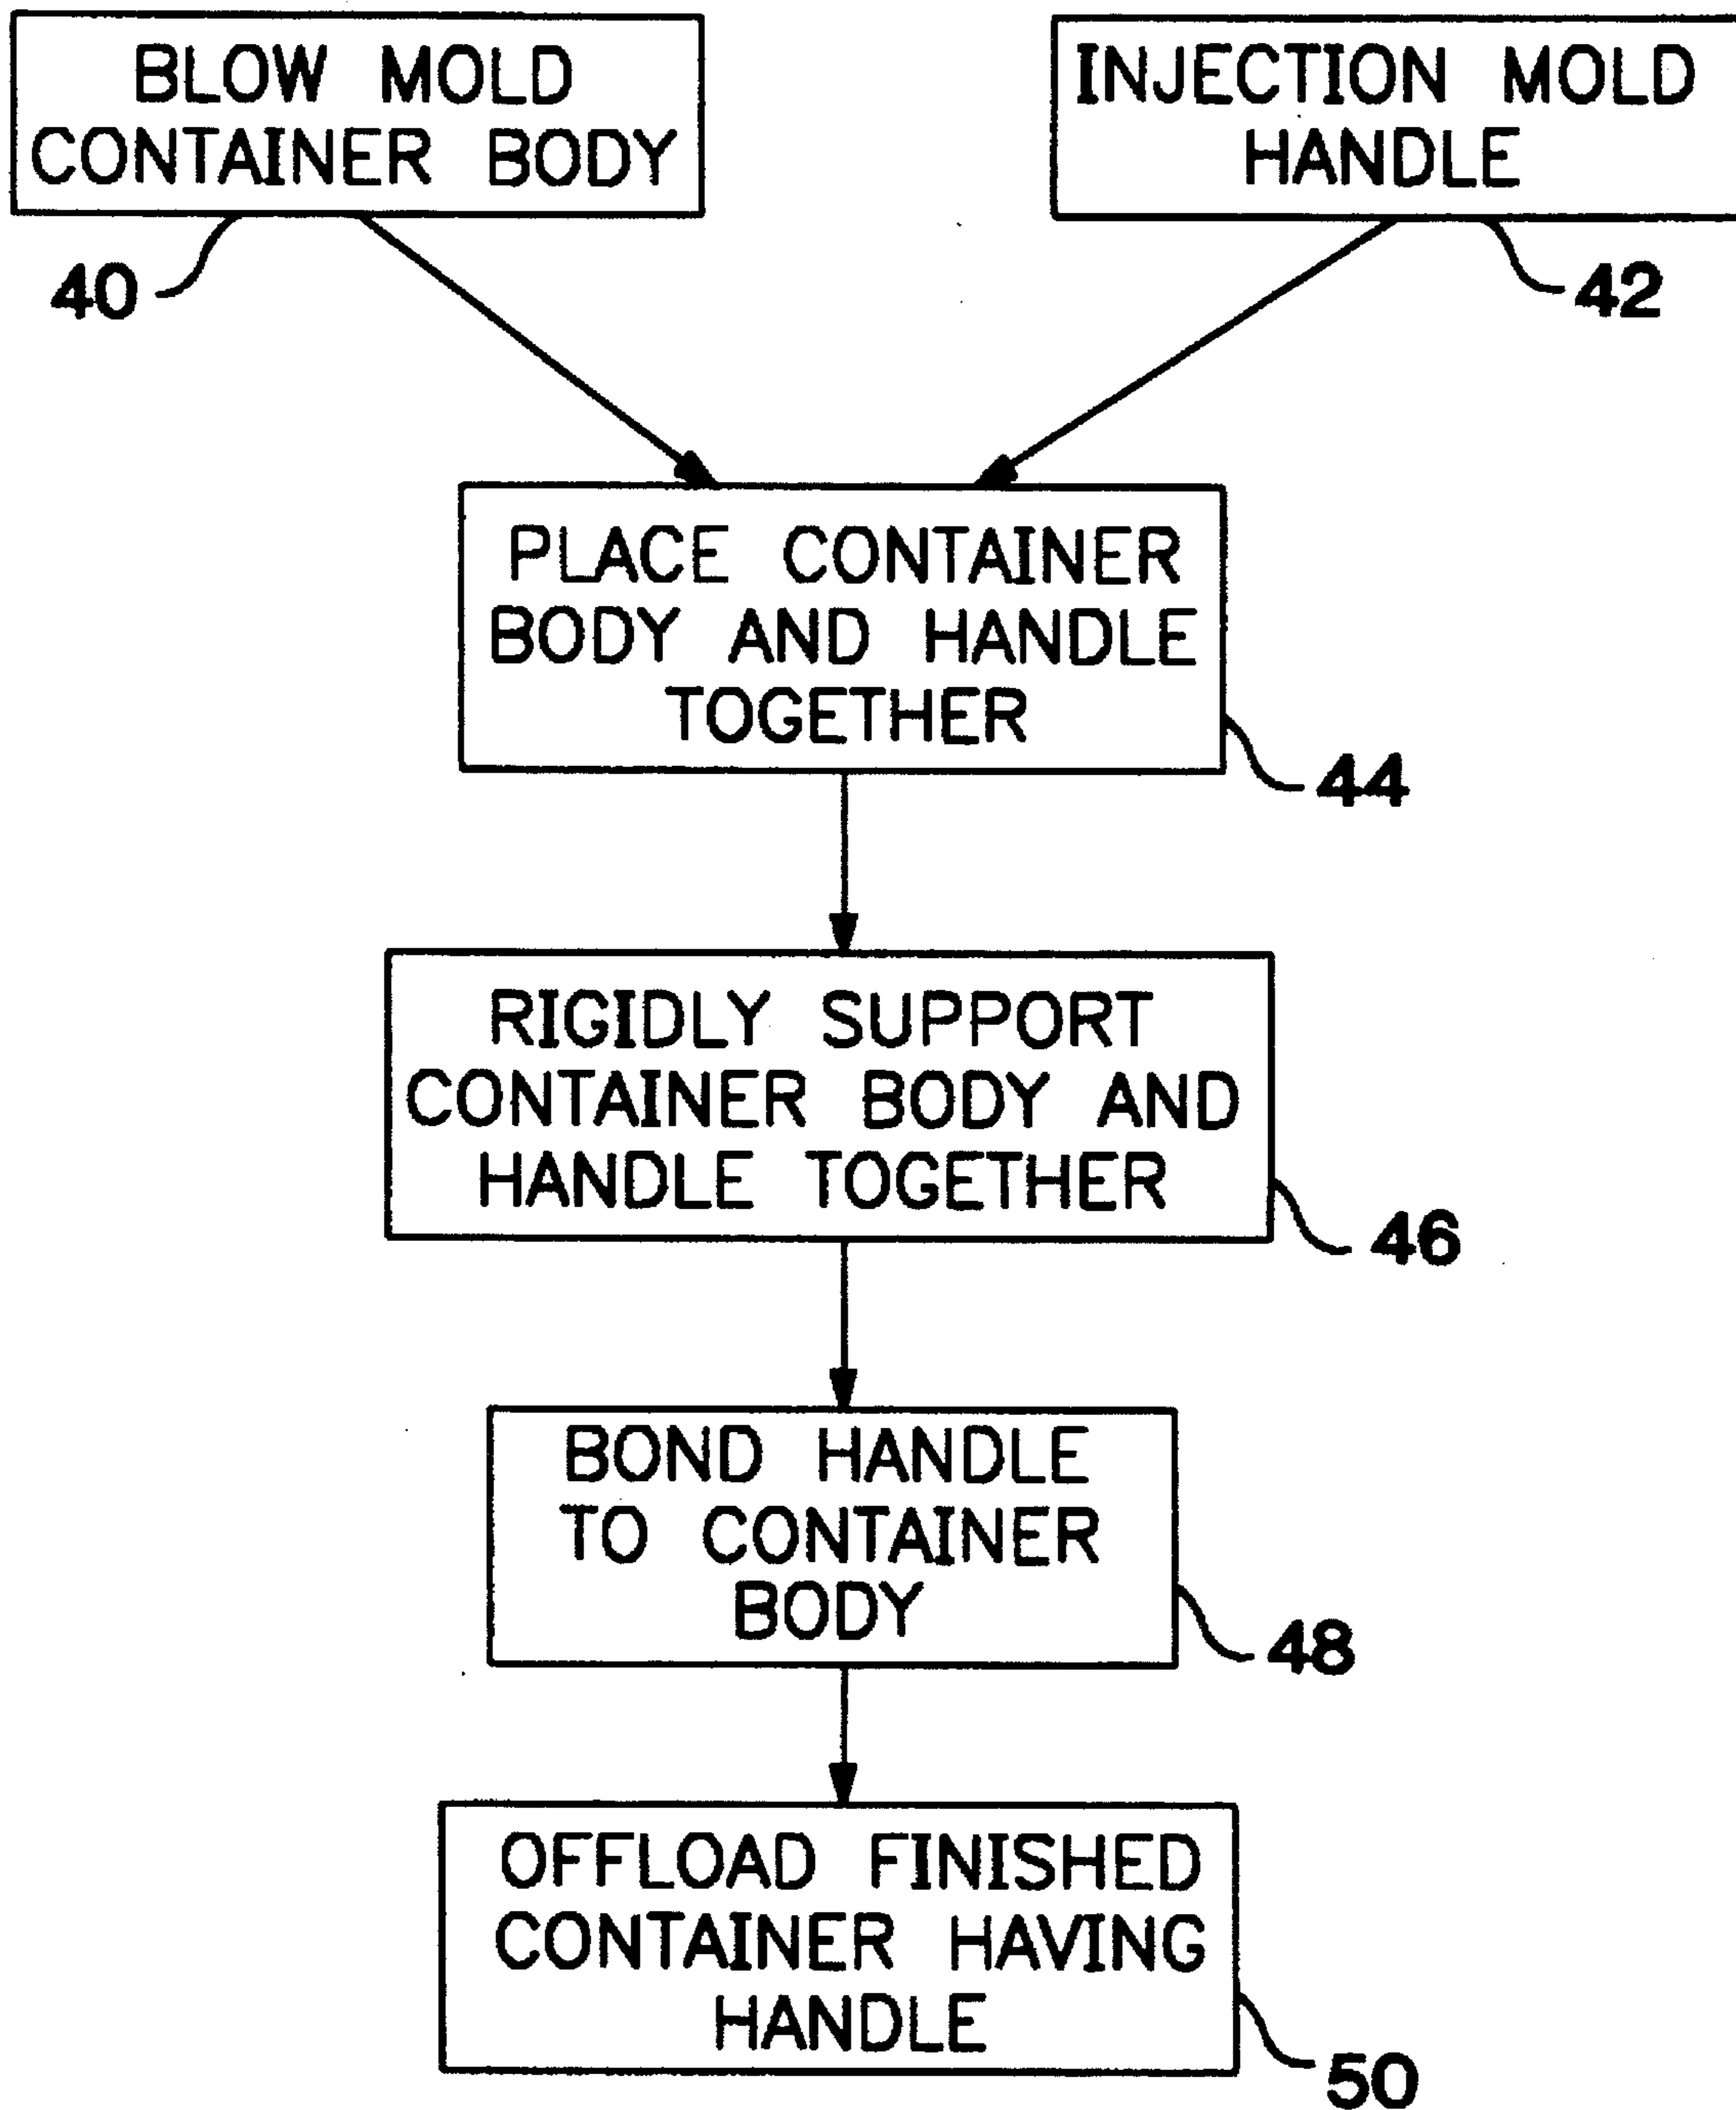 BLOW MOLD
CONTAINER BODY
40
INJECTION MOLD
HANDLE
42
PLACE CONTAINER
BODY AND HANDLE
TOGETHER
44
RIGIDLY SUPPORT
CONTAINER BODY AND
HANDLE TOGETHER
46
BOND HANDLE
TO CONTAINER
BODY
48
OFFLOAD FINISHED
CONTAINER HAVING
HANDLE
50